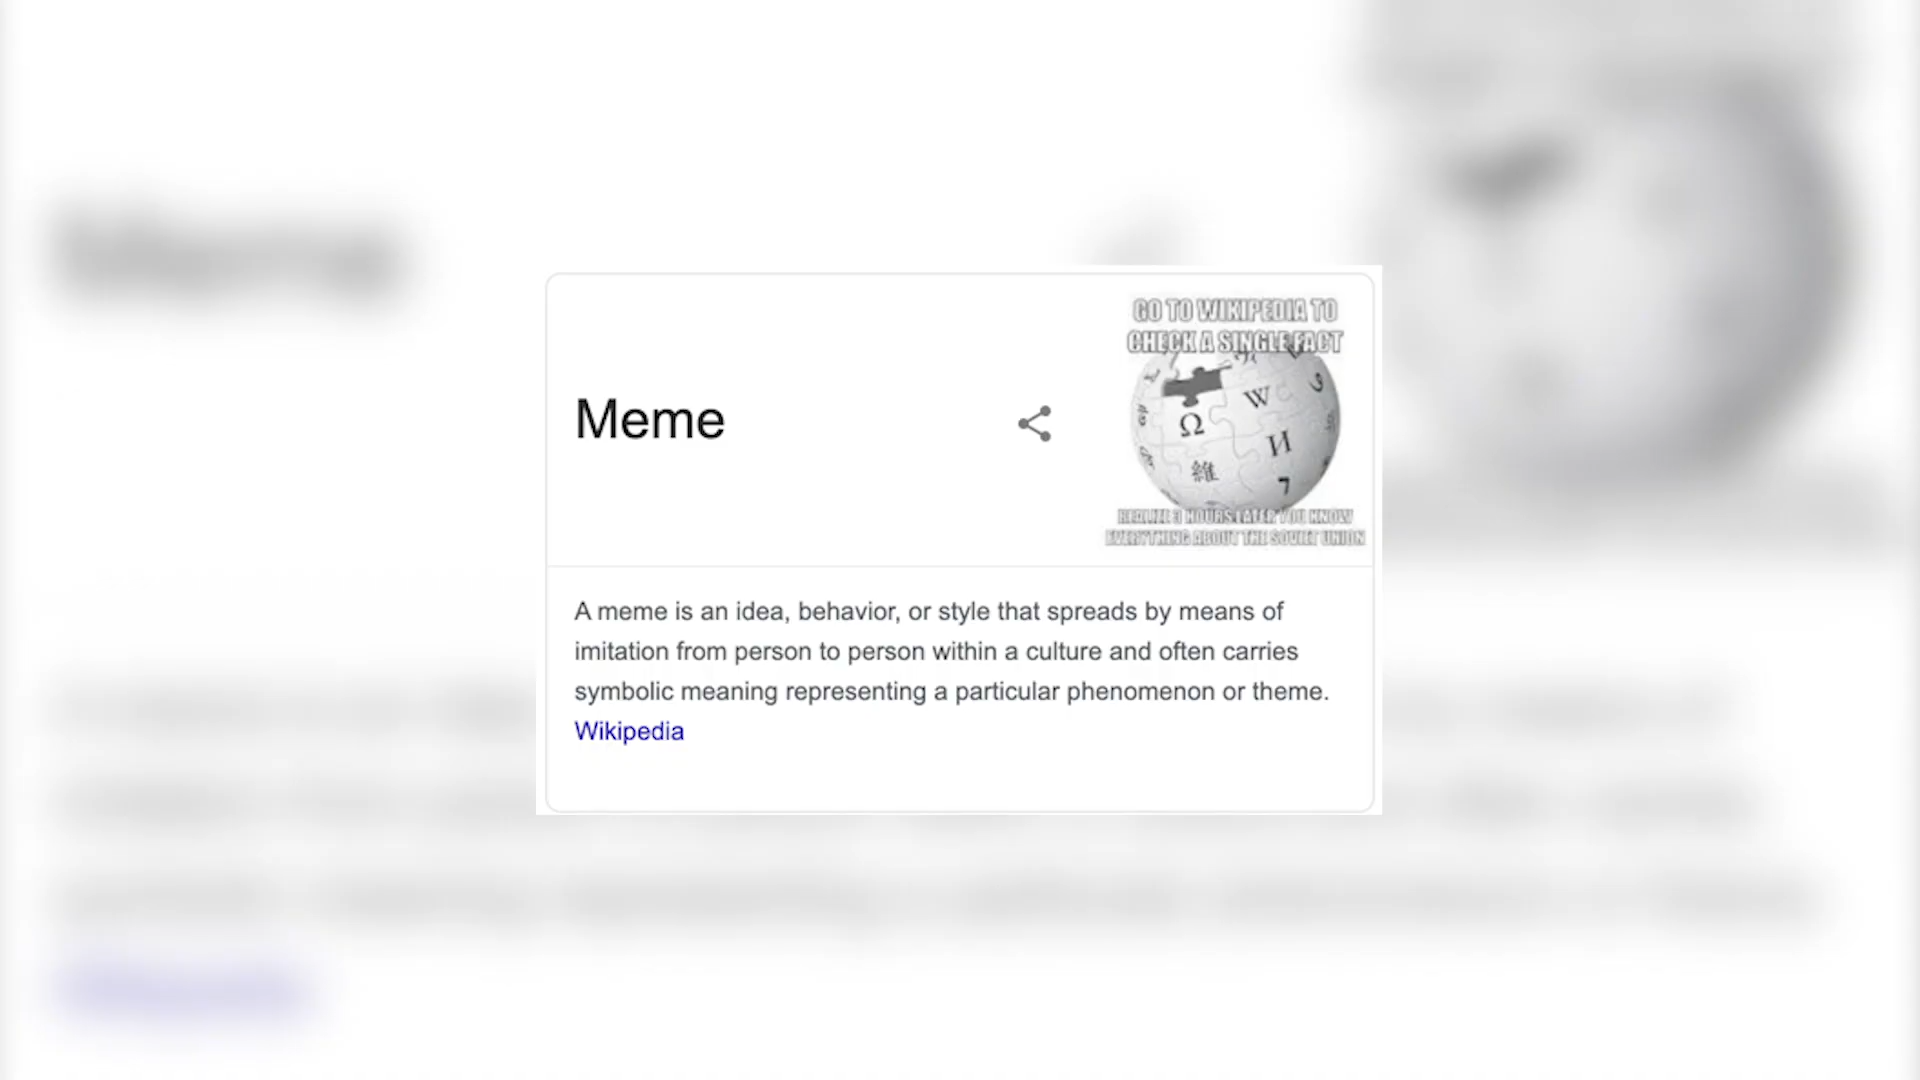 GO TO WIKIPEDIA TO
CHECK A SINGLE FACT
Meme
Ω W И 維 7
REALIZE 3 HOURS LATER YOU KNOW
EVERYTHING ABOUT THE SOVIET UNION
A meme is an idea, behavior, or style that spreads by means of
imitation from person to person within a culture and often carries
symbolic meaning representing a particular phenomenon or theme.
Wikipedia